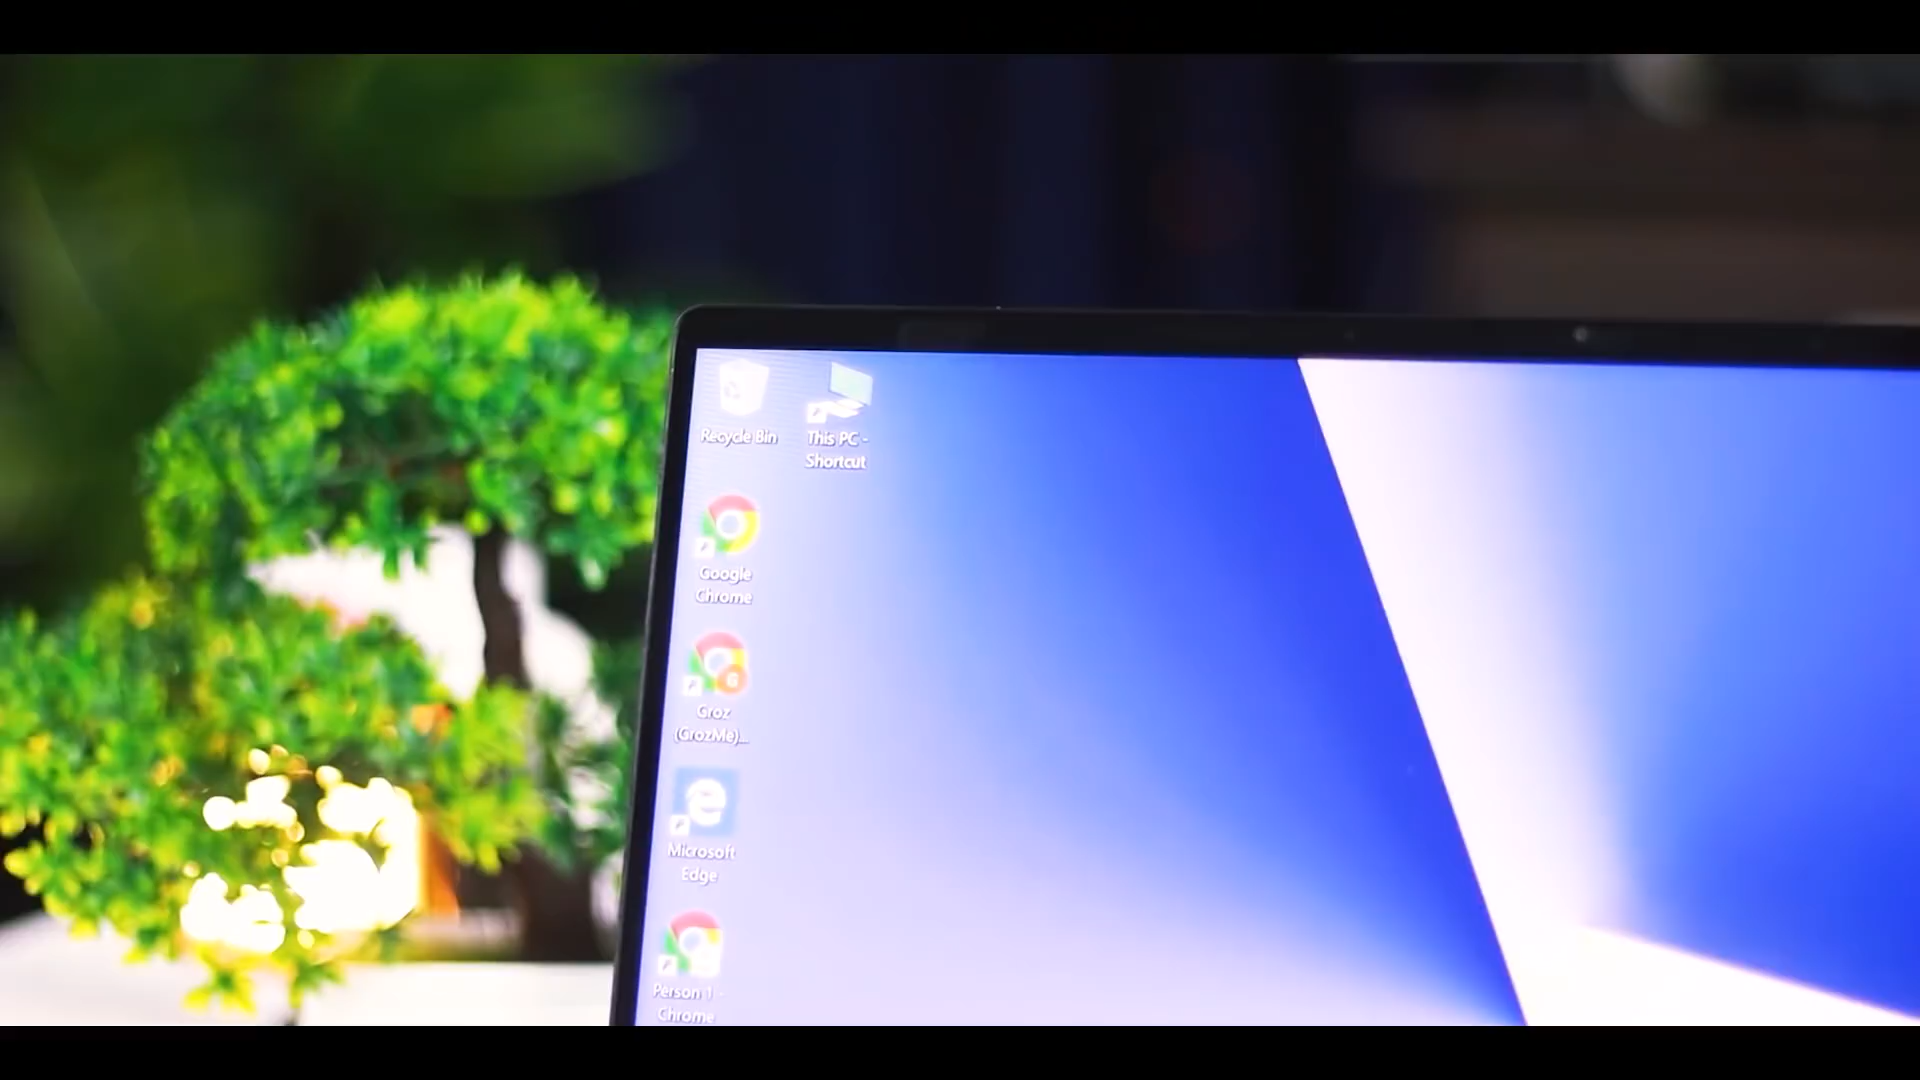 Recycle Bin
This PC -
Shortcut
Google
Chrome
Groz
(GrozMe)...
Microsoft
Edge
Person 1 -
Chrome